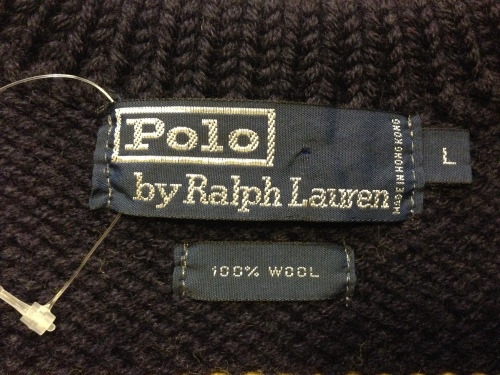 Polo
by Ralph Lauren
MADE IN HONG KONG
L
100% WOOL